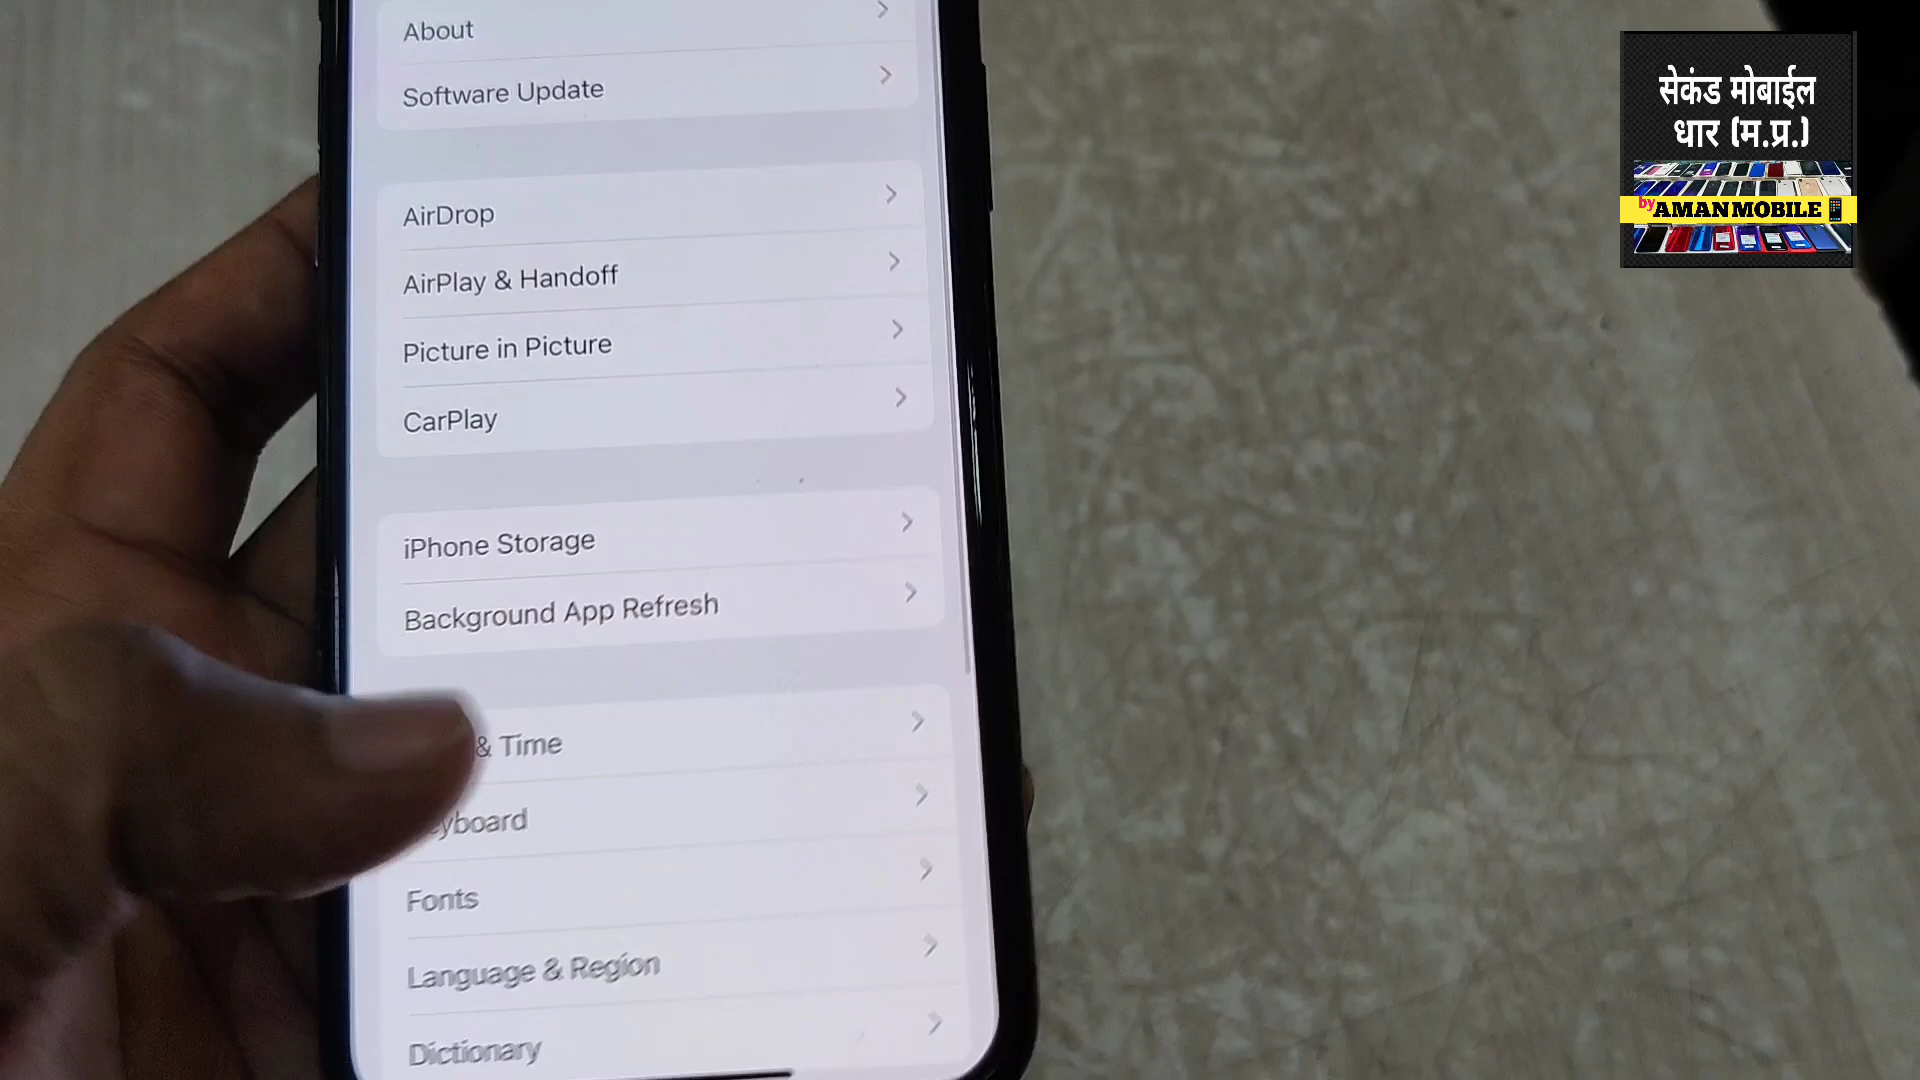 About
Software Update
AirDrop
AirPlay & Handoff
Picture in Picture
CarPlay
iPhone Storage
Background App Refresh
& Time
yboard
Fonts
Language & Region
Dictionary
सेकंड मोबाईल
धार (म.प्र.)
by AMAN MOBILE